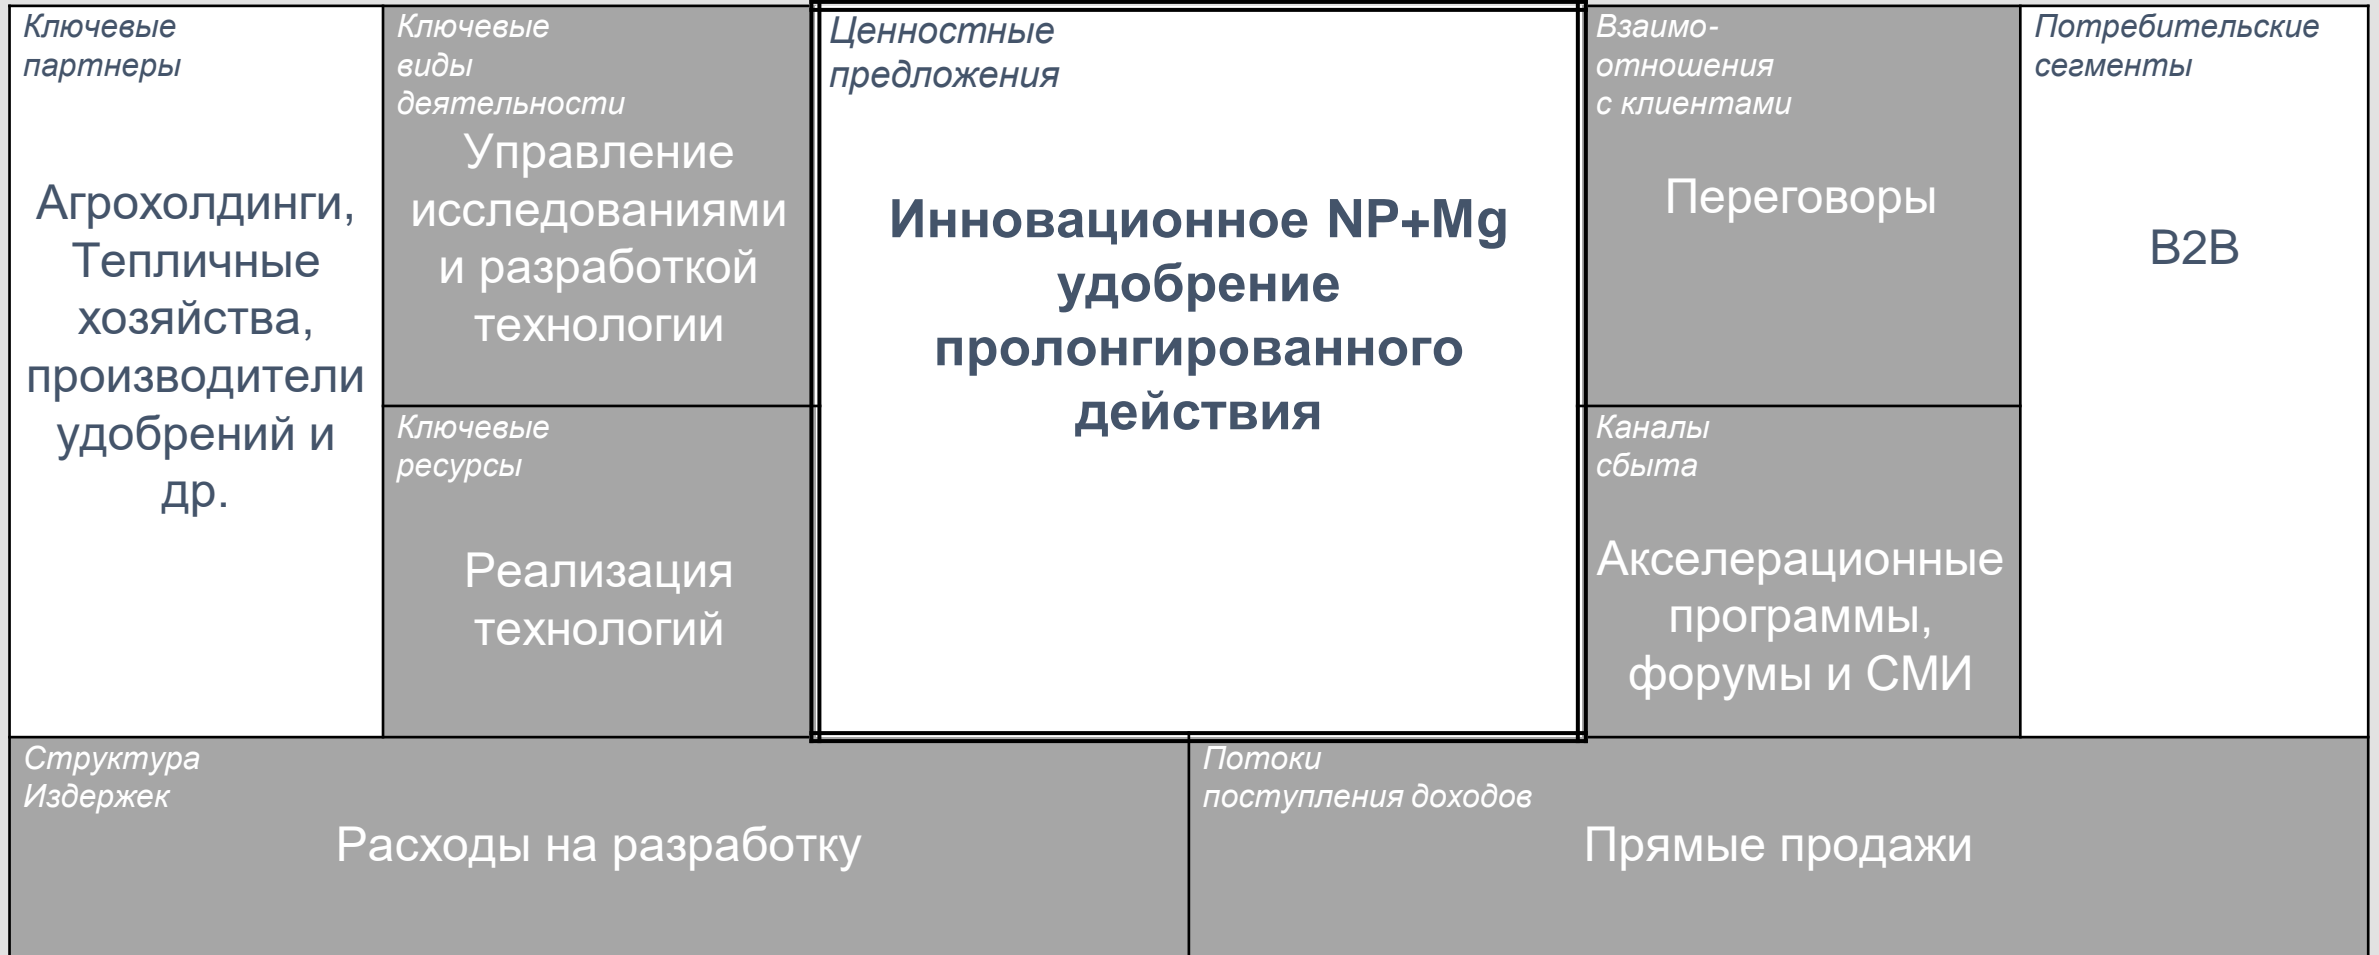 Ключевые
партнеры
Агрохолдинги,
Тепличные
хозяйства,
производители
удобрений и
др.
Ключевые
виды
деятельности
Управление
исследованиями
и разработкой
технологии
Ключевые
ресурсы
Реализация
технологий
Ценностные
предложения
Инновационное NP+Mg
удобрение
пролонгированного
действия
Взаимо-
отношения
с клиентами
Переговоры
Каналы
сбыта
Акселерационные
программы,
форумы и СМИ
Потребительские
сегменты
B2B
Структура
Издержек
Расходы на разработку
Потоки
поступления доходов
Прямые продажи